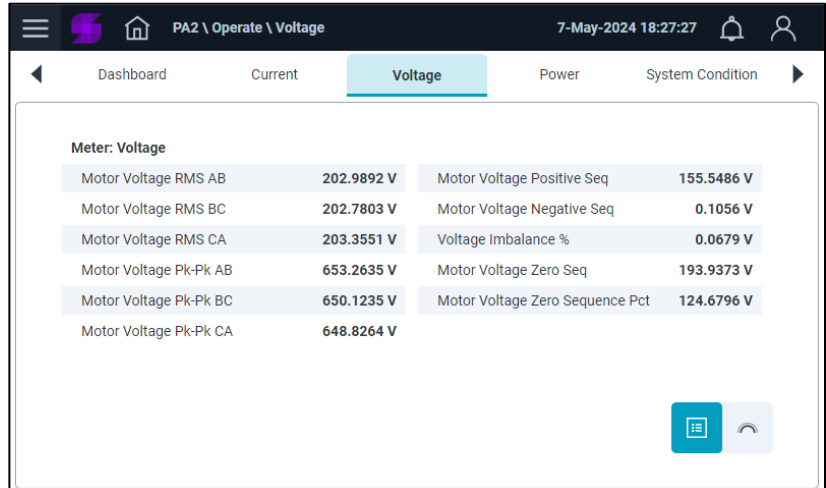 PA2 \ Operate \ Voltage 7-May-2024 18:27:27
Dashboard Current Voltage Power System Condition
Meter: Voltage
Motor Voltage RMS AB 202.9892 V
Motor Voltage RMS BC 202.7803 V
Motor Voltage RMS CA 203.3551 V
Motor Voltage Pk-Pk AB 653.2635 V
Motor Voltage Pk-Pk BC 650.1235 V
Motor Voltage Pk-Pk CA 648.8264 V
Motor Voltage Positive Seq 155.5486 V
Motor Voltage Negative Seq 0.1056 V
Voltage Imbalance % 0.0679 V
Motor Voltage Zero Seq 193.9373 V
Motor Voltage Zero Sequence Pct 124.6796 V